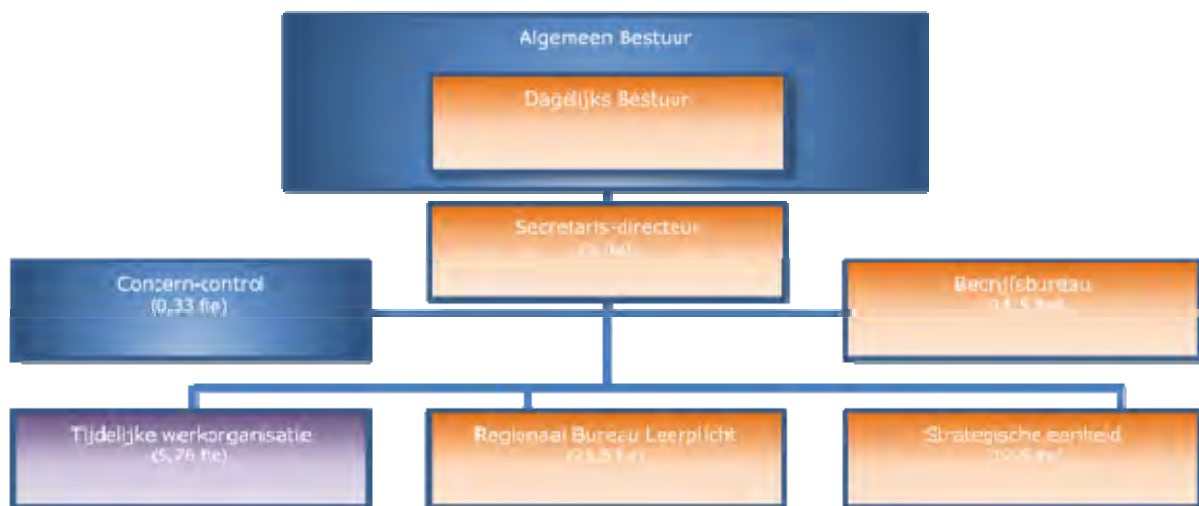 Algemeen Bestuur
Dagelijks Bestuur
Secretaris-directeur
Concern-control
(0,33 fte)
Bedrijfsbureau
Tijdelijke werkorganisatie
(5,76 fte)
Regionaal Bureau Leerplicht
Strategische eenheid